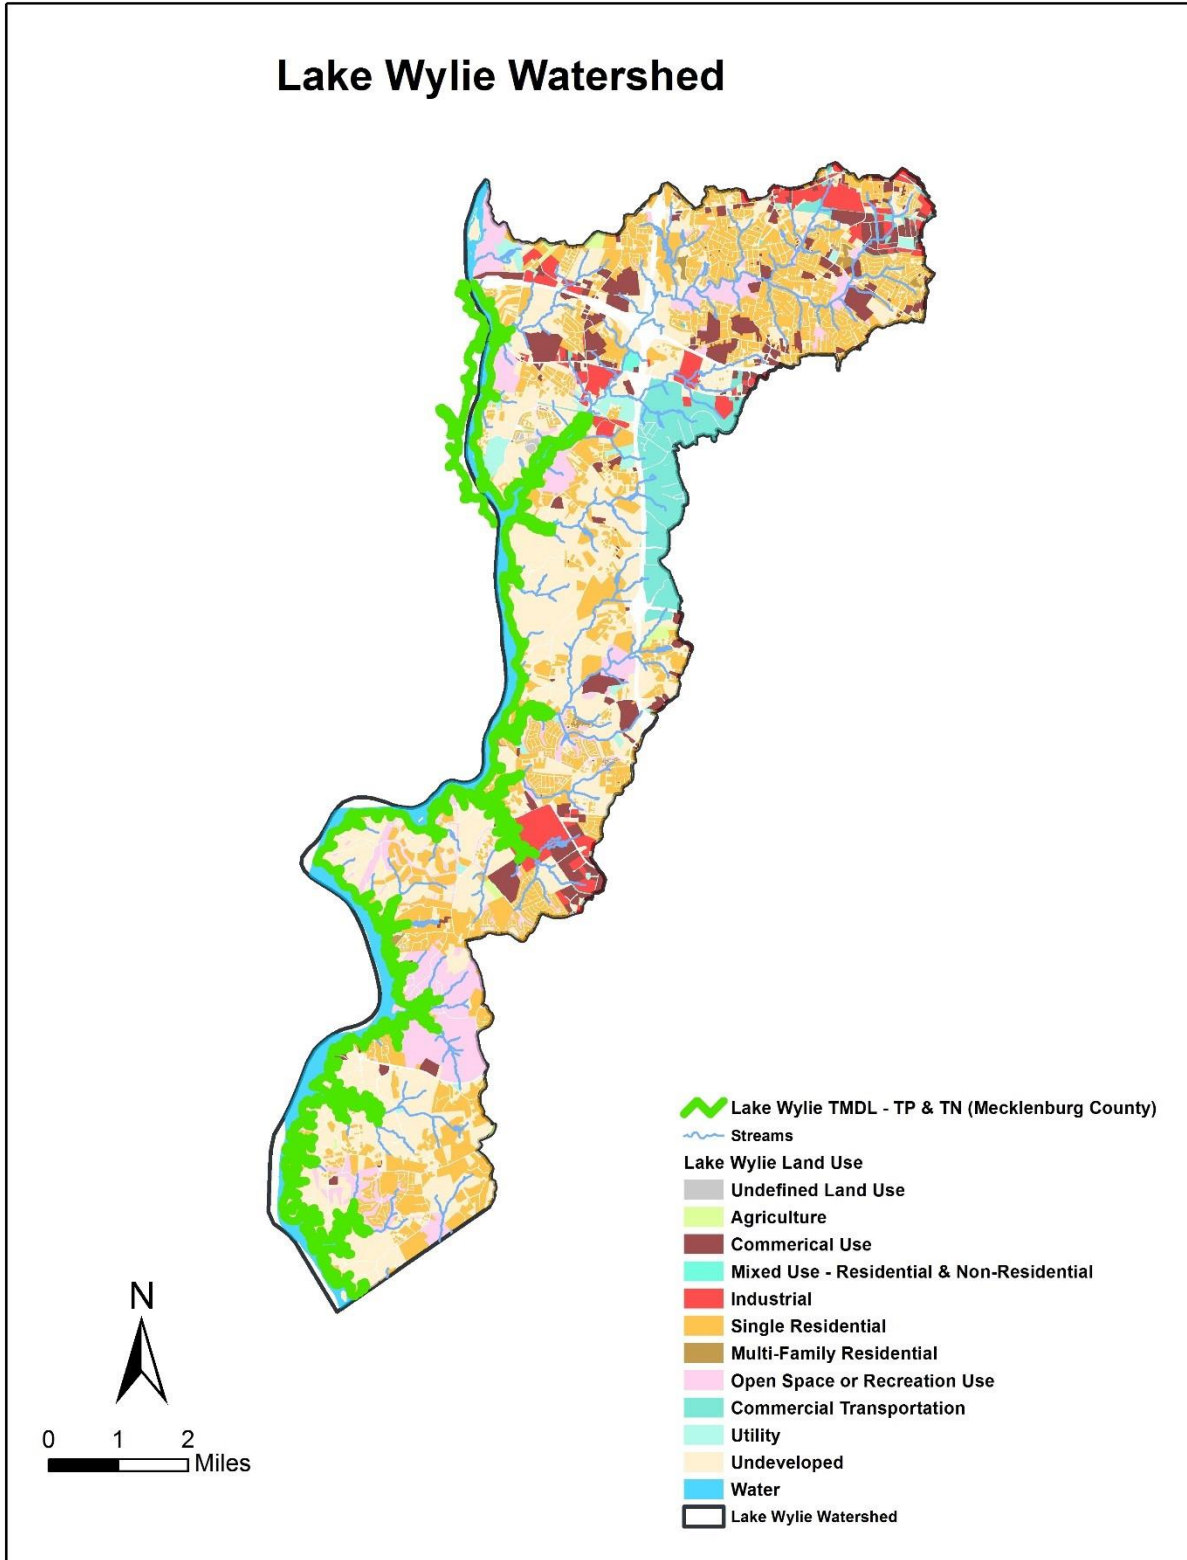 Lake Wylie Watershed
Lake Wylie TMDL - TP & TN (Mecklenburg County)
Streams
Lake Wylie Land Use
Undefined Land Use
Agriculture
Commerical Use
Mixed Use - Residential & Non-Residential
Industrial
Single Residential
Multi-Family Residential
Open Space or Recreation Use
Commercial Transportation
Utility
Undeveloped
Water
Lake Wylie Watershed
N
0 1 2
Miles